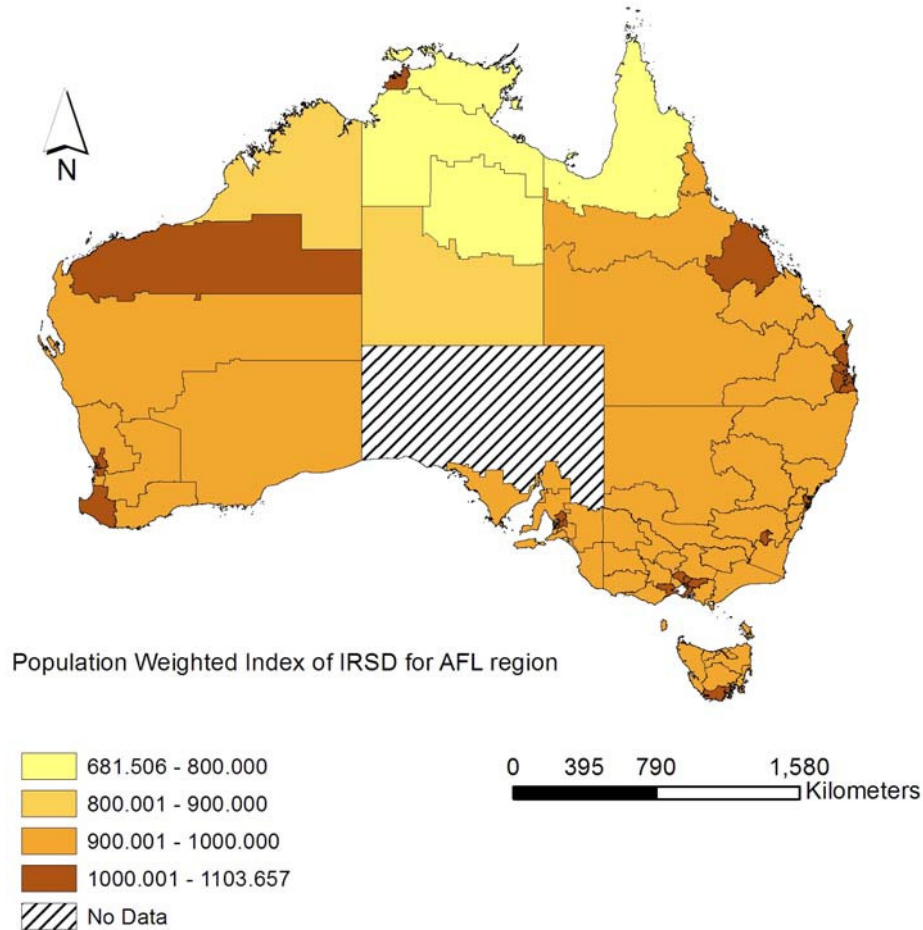 N
Population Weighted Index of IRSD for AFL region
681.506 - 800.000
800.001 - 900.000
900.001 - 1000.000
1000.001 - 1103.657
No Data
0 395 790 1,580
Kilometers